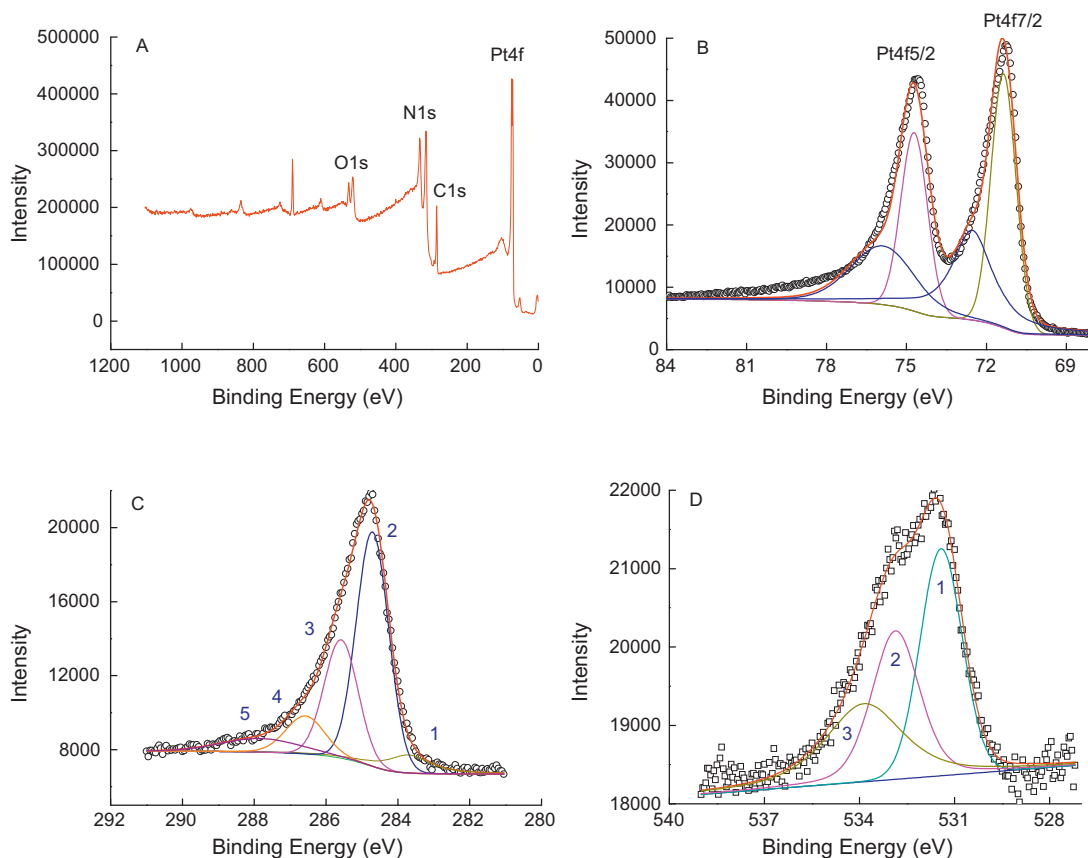 A
500000
400000
300000
200000
100000
0
Intensity
Pt4f
N1s
O1s
C1s
1200 1000 800 600 400 200 0
Binding Energy (eV)
B
Pt4f7/2
Pt4f5/2
50000
40000
30000
20000
10000
0
Intensity
84 81 78 75 72 69
Binding Energy (eV)
C
20000
16000
12000
8000
Intensity
2
3
4
5
1
292 290 288 286 284 282 280
Binding Energy (eV)
D
22000
21000
20000
19000
18000
Intensity
1
2
3
540 537 534 531 528
Binding Energy (eV)